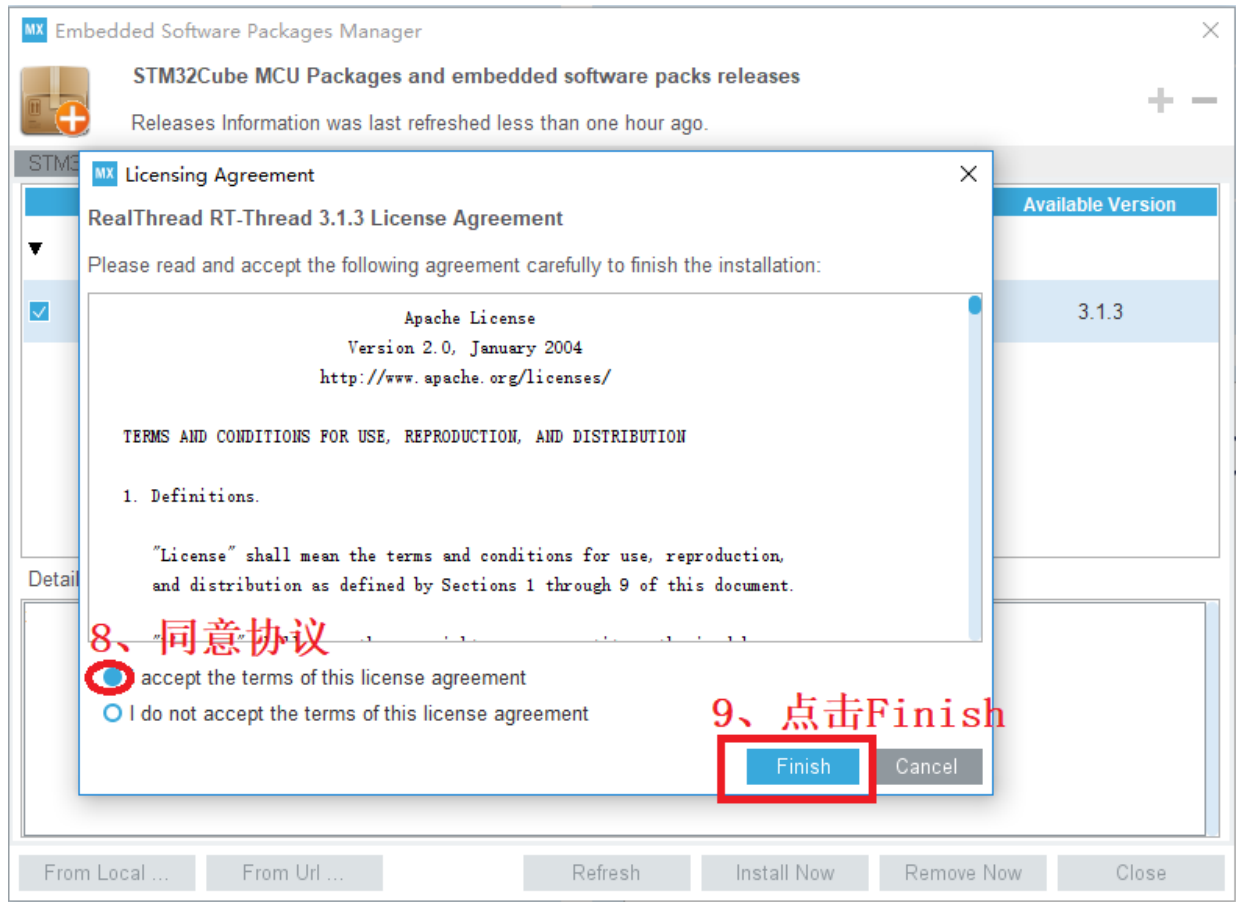 MX Embedded Software Packages Manager
STM32Cube MCU Packages and embedded software packs releases
Releases Information was last refreshed less than one hour ago.
STM3
MX Licensing Agreement
RealThread RT-Thread 3.1.3 License Agreement
Available Version
Please read and accept the following agreement carefully to finish the installation:
3.1.3
Apache License
Version 2.0, January 2004
http://www.apache.org/licenses/
TERMS AND CONDITIONS FOR USE, REPRODUCTION, AND DISTRIBUTION
1. Definitions.
"License" shall mean the terms and conditions for use, reproduction,
and distribution as defined by Sections 1 through 9 of this document.
Detail
8、同意协议
accept the terms of this license agreement
I do not accept the terms of this license agreement
9、点击Finish
Finish Cancel
From Local ... From Url ... Refresh Install Now Remove Now Close